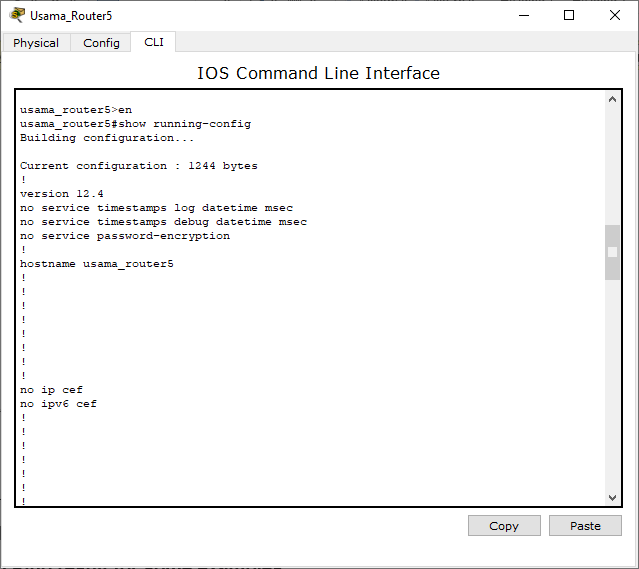 Usama_Router5
Physical Config CLI
IOS Command Line Interface
usama_router5>en
usama_router5#show running-config
Building configuration...
Current configuration : 1244 bytes
!
version 12.4
no service timestamps log datetime msec
no service timestamps debug datetime msec
no service password-encryption
!
hostname usama_router5
!
!
!
!
!
!
!
!
no ip cef
no ipv6 cef
!
!
!
!
!
!
!
Copy Paste